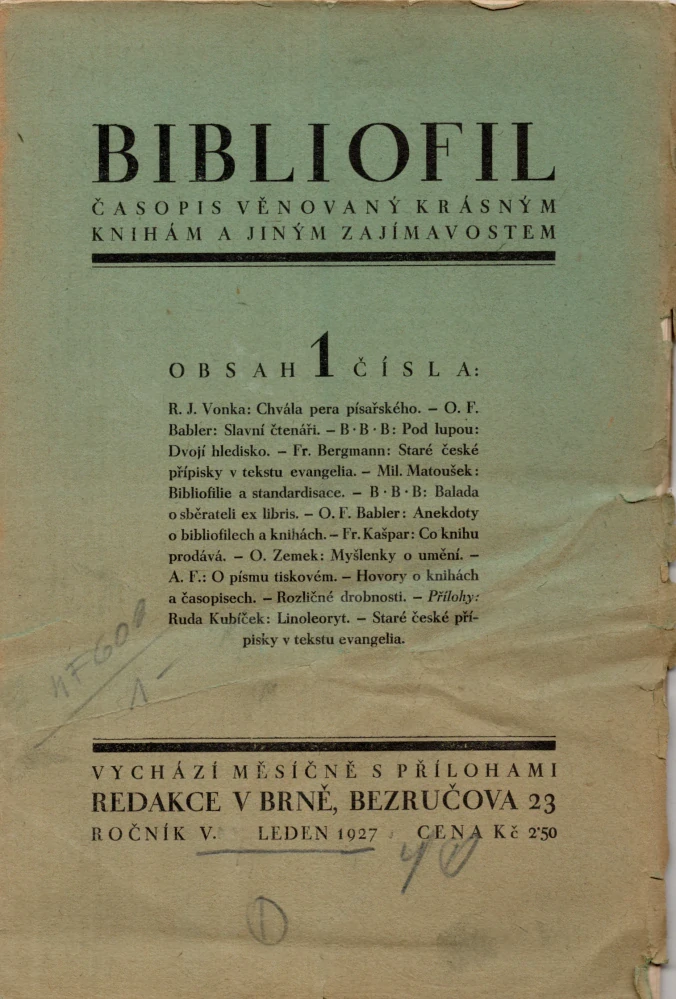 BIBLIOFIL
ČASOPIS VĚNOVANÝ KRÁSNÝM
KNIHÁM A JINÝM ZAJÍMAVOSTEM
OBSAH 1 ČÍSLA:
R. J. Vonka: Chvála pera písařského. – O. F.
Babler: Slavní čtenáři. – B · B · B: Pod lupou:
Dvojí hledisko. – Fr. Bergmann: Staré české
přípisky v tekstu evangelia. – Mil. Matoušek:
Bibliofilie a standardisace. – B · B · B: Balada
o sběrateli ex libris. – O. F. Babler: Anekdoty
o bibliofilech a knihách. – Fr. Kašpar: Co knihu
prodává. – O. Zemek: Myšlenky o umění. –
A. F.: O písmu tiskovém. – Hovory o knihách
a časopisech. – Rozličné drobnosti. – Přílohy:
Ruda Kubíček: Linoleoryt. – Staré české pří-
pisky v tekstu evangelia.
VYCHÁZÍ MĚSÍČNĚ S PŘÍLOHAMI
REDAKCE V BRNĚ, BEZRUČOVA 23
ROČNÍK V. LEDEN 1927 CENA Kč 2'50